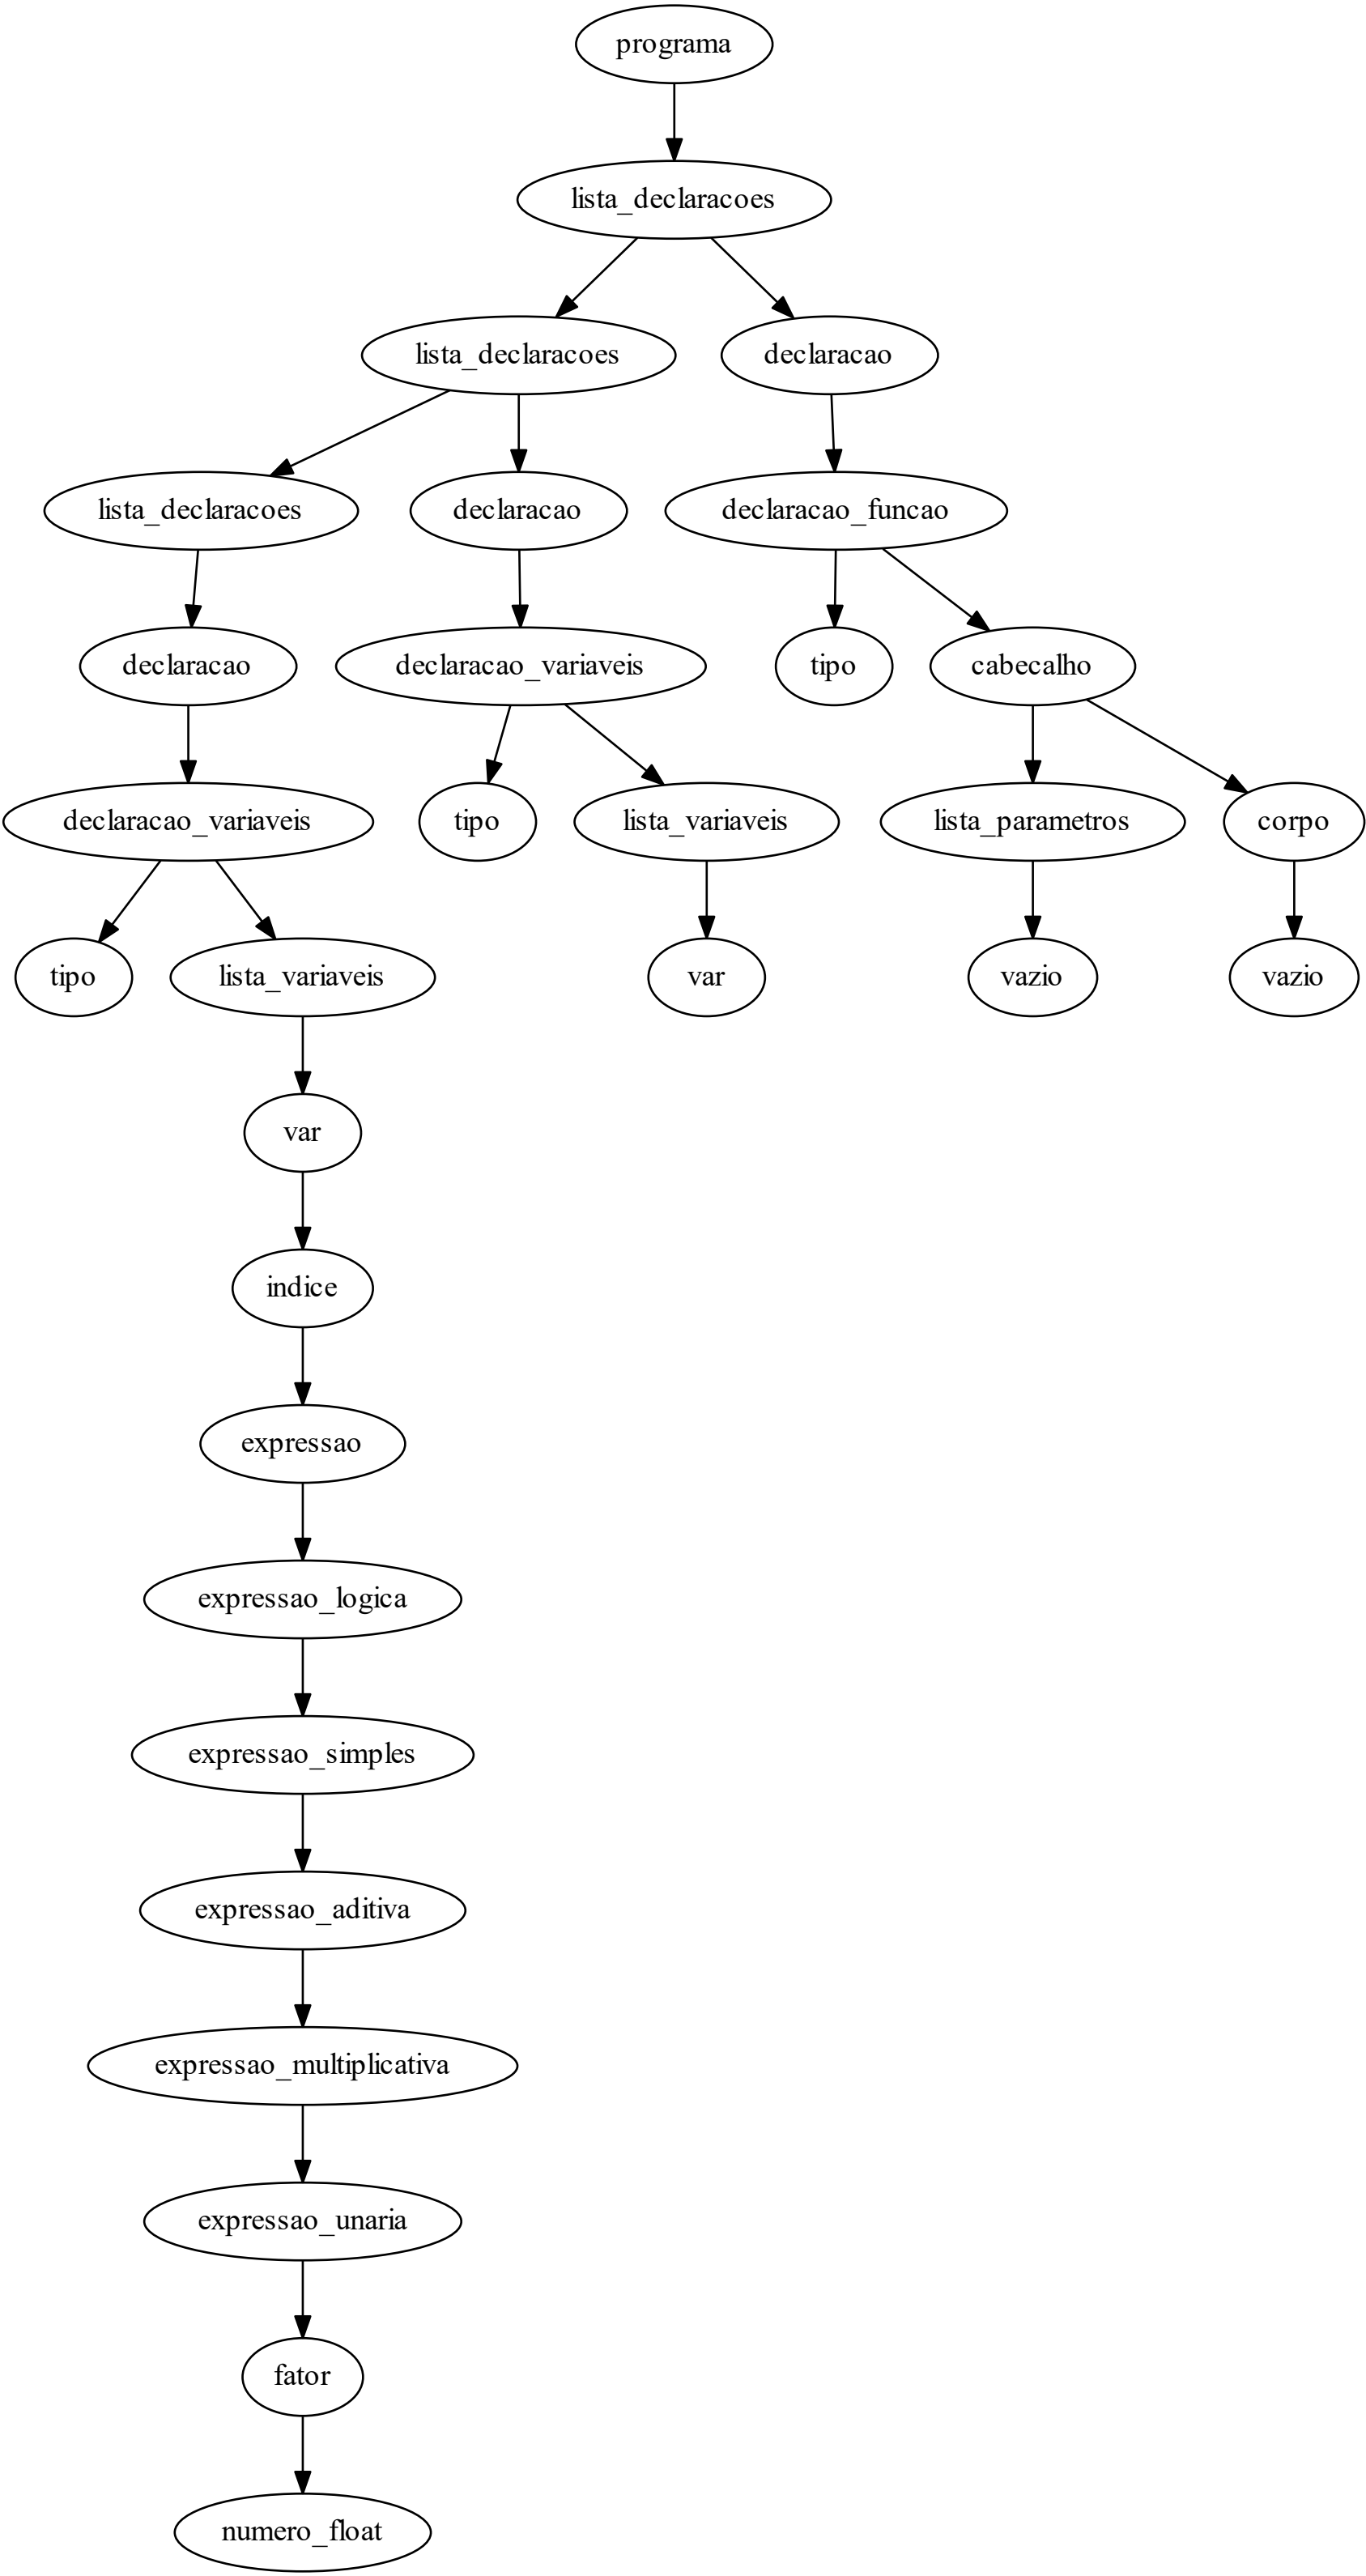 programa
lista_declaracoes
lista_declaracoes
declaracao
lista_declaracoes
declaracao
declaracao_funcao
declaracao
declaracao_variaveis
tipo
cabecalho
declaracao_variaveis
tipo
lista_variaveis
lista_parametros
corpo
tipo
lista_variaveis
var
vazio
vazio
var
indice
expressao
expressao_logica
expressao_simples
expressao_aditiva
expressao_multiplicativa
expressao_unaria
fator
numero_float